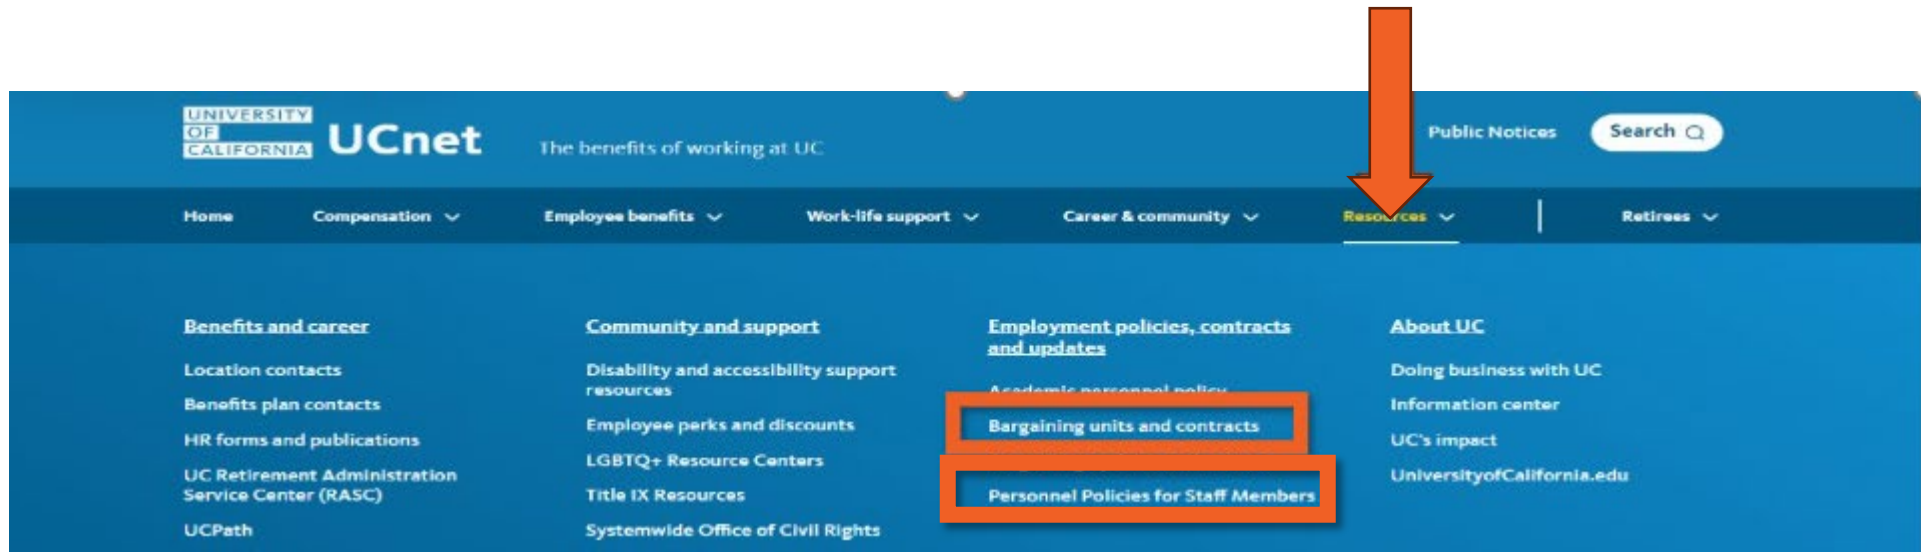 UNIVERSITY
OF
CALIFORNIA
UCnet
The benefits of working at UC
Public Notices
Search
Home
Compensation
Employee benefits
Work-life support
Career & community
Resources
Retirees
Benefits and career
Location contacts
Benefits plan contacts
HR forms and publications
UC Retirement Administration
Service Center (RASC)
UCPath
Community and support
Disability and accessibility support
resources
Employee perks and discounts
LGBTQ+ Resource Centers
Title IX Resources
Systemwide Office of Civil Rights
Employment policies, contracts
and updates
Academic personnel policy
Bargaining units and contracts
Personnel Policies for Staff Members
About UC
Doing business with UC
Information center
UC's impact
UniversityofCalifornia.edu